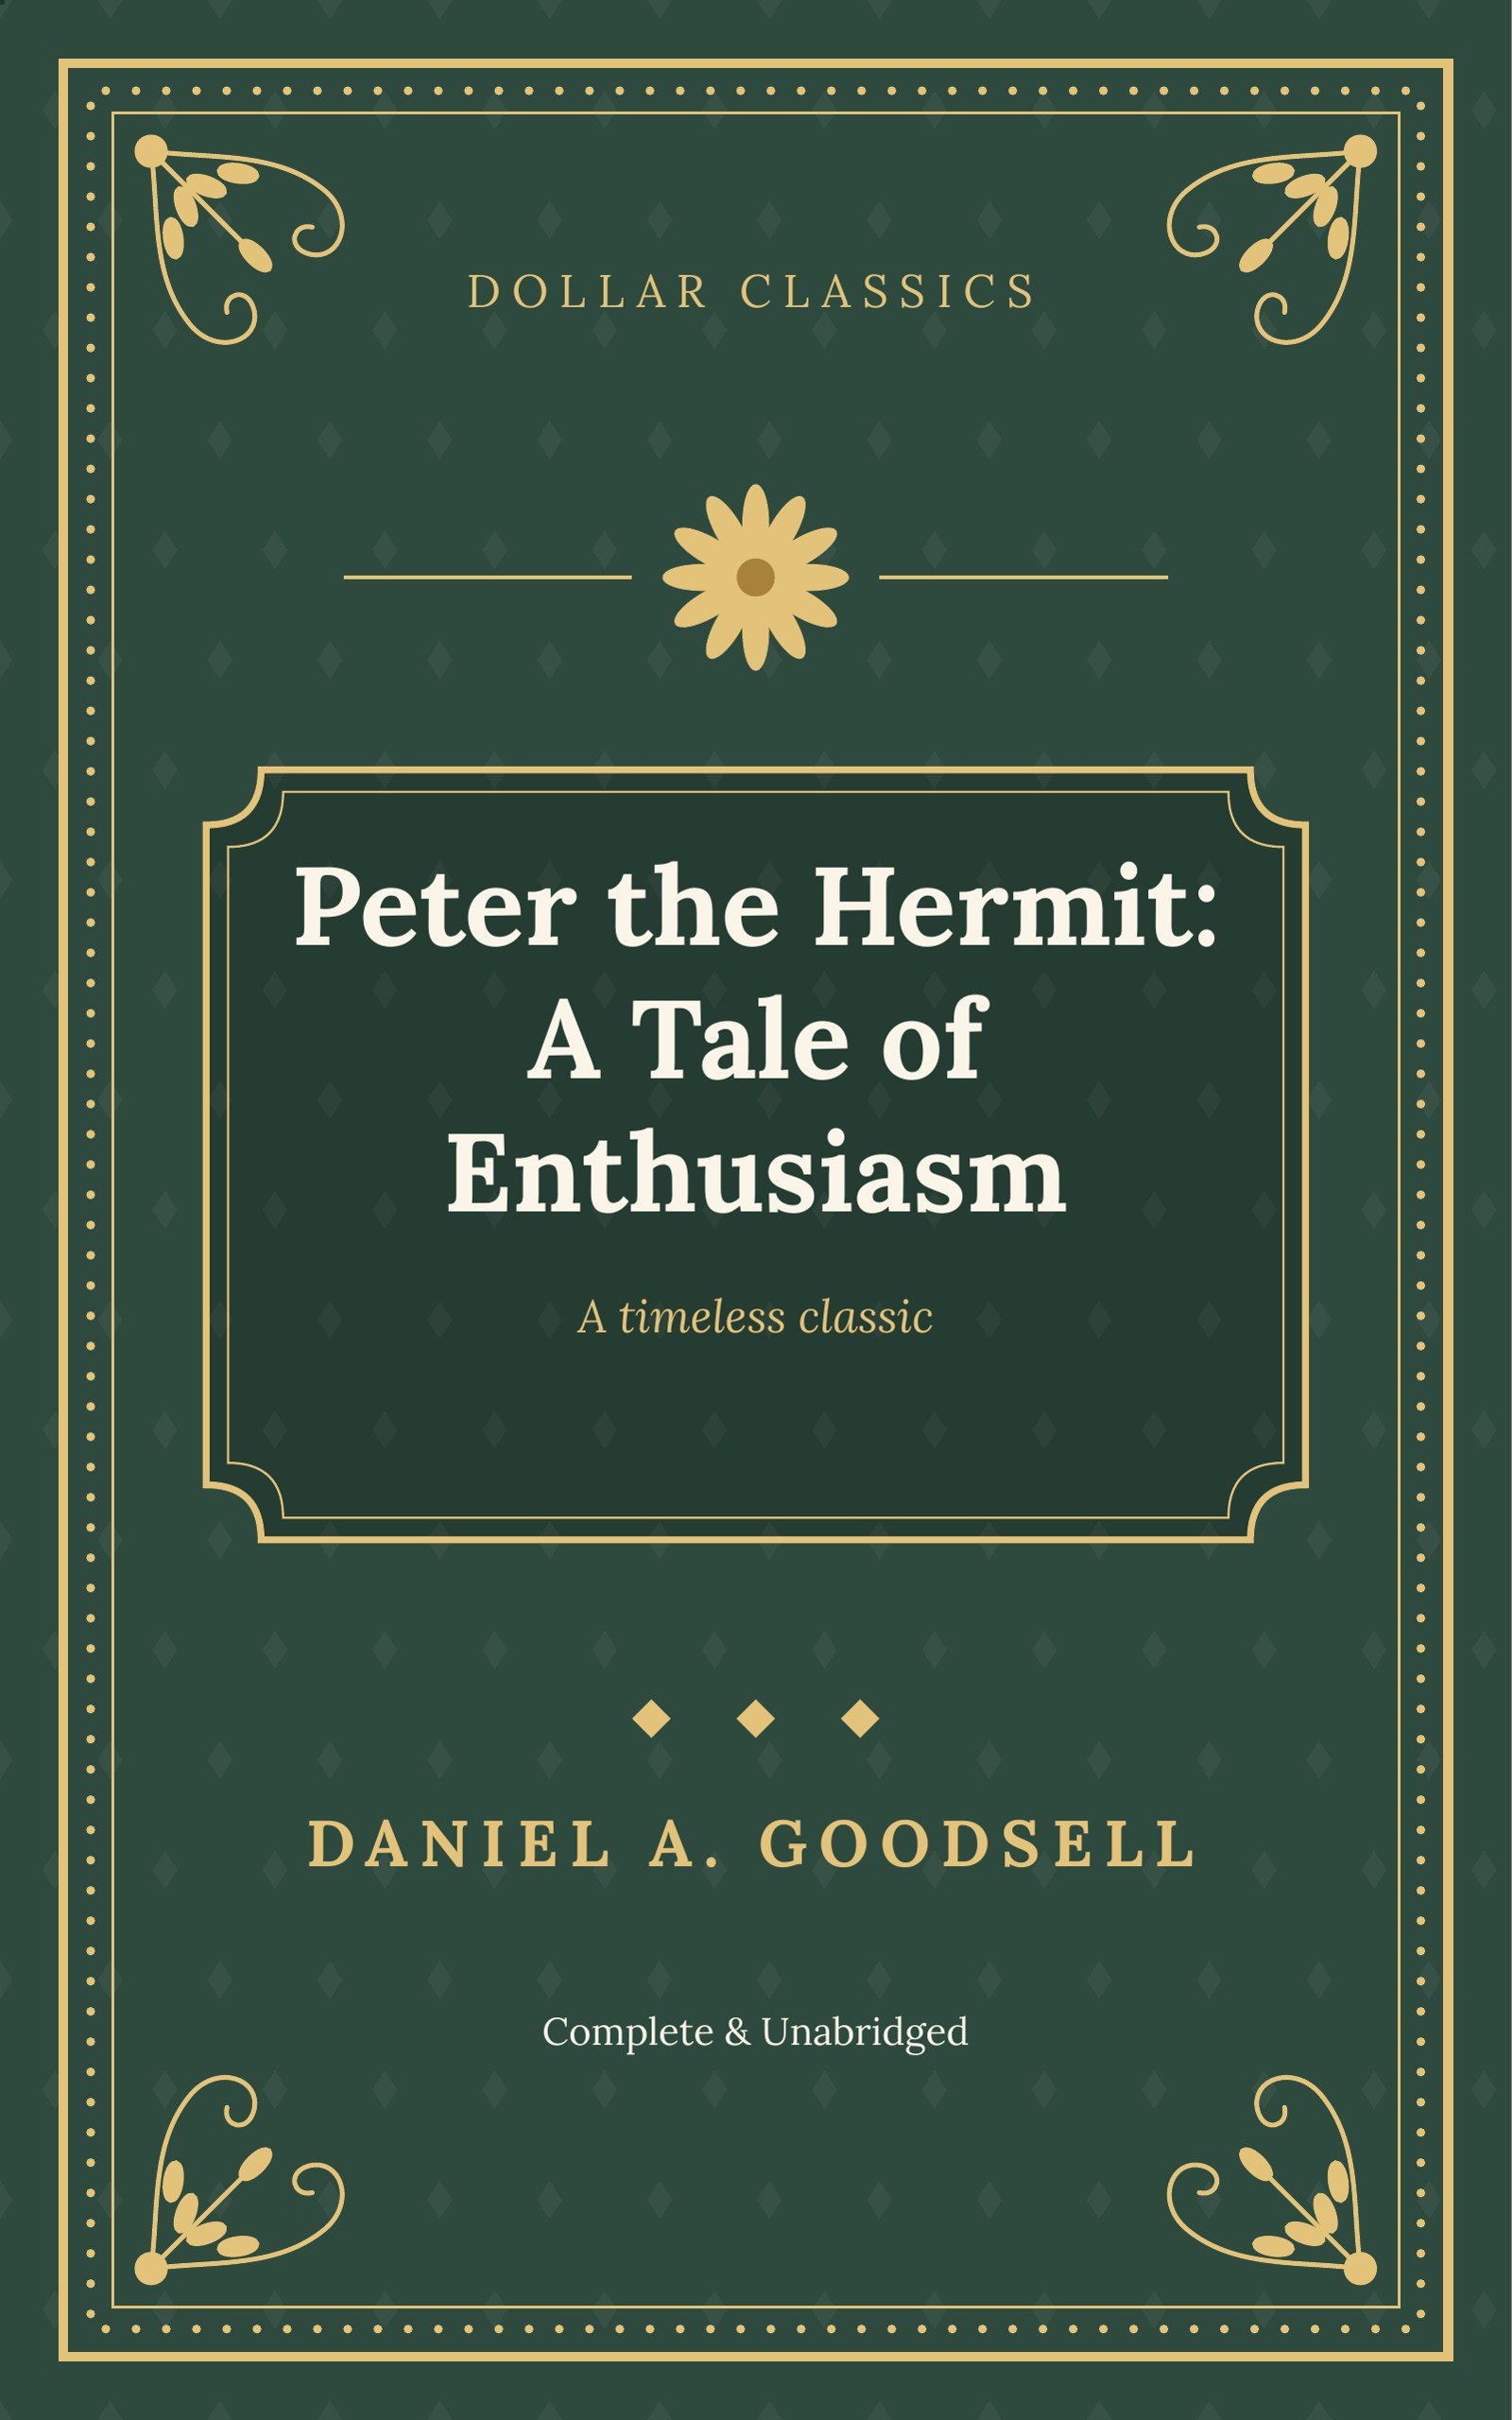 DOLLAR CLASSICS
Peter the Hermit:
A Tale of
Enthusiasm
A timeless classic
DANIEL A. GOODSELL
Complete & Unabridged